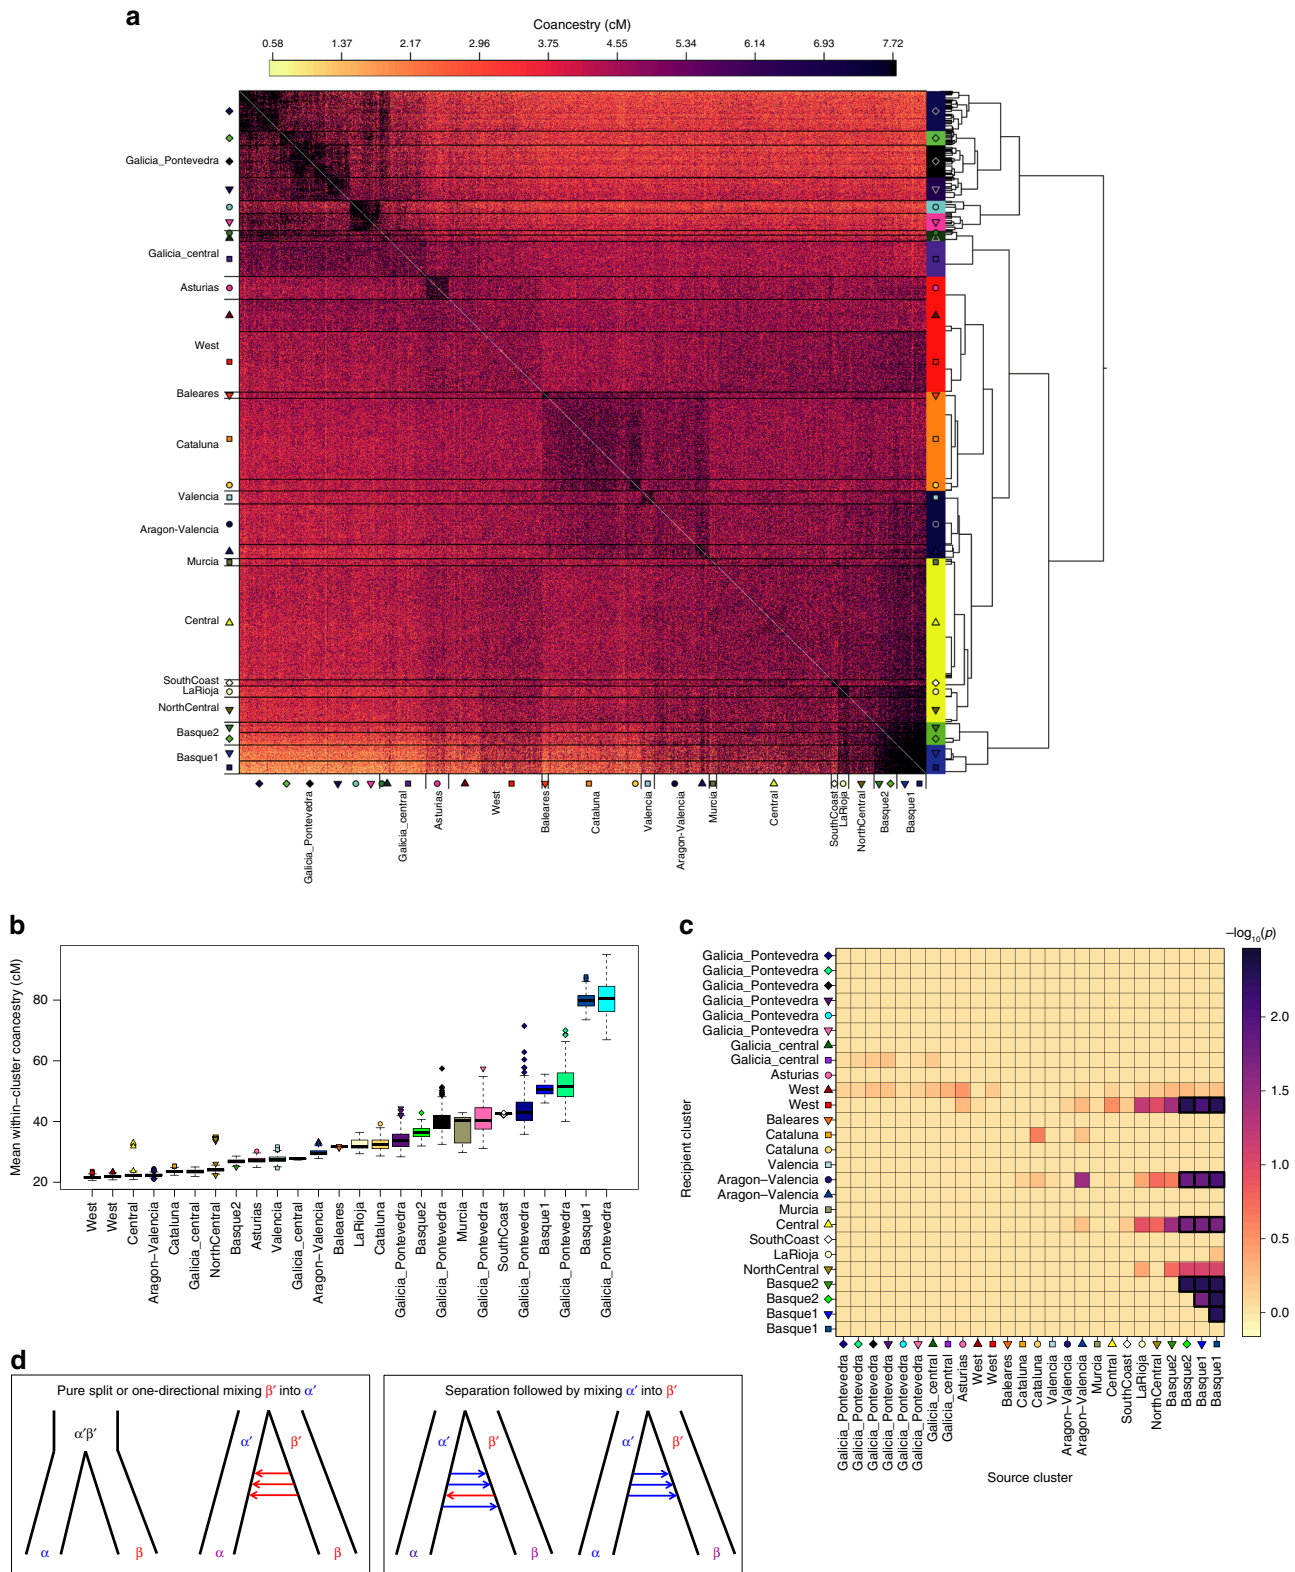 a
Coancestry (cM)
0.58 1.37 2.17 2.96 3.75 4.55 5.34 6.14 6.93 7.72
Galicia_Pontevedra
Galicia_central
Asturias
West
Baleares
Cataluna
Valencia
Aragon-Valencia
Murcia
Central
SouthCoast
LaRioja
NorthCentral
Basque2
Basque1
Galicia_Pontevedra
Galicia_central
Asturias
West
Baleares
Cataluna
Valencia
Aragon-Valencia
Murcia
Central
SouthCoast
LaRioja
NorthCentral
Basque2
Basque1
b
Mean within-cluster coancestry (cM)
80
60
40
20
West
West
Central
Aragon–Valencia
Cataluna
Galicia_central
NorthCentral
Basque2
Asturias
Valencia
Galicia_central
Aragon–Valencia
Baleares
LaRioja
Cataluna
Galicia_Pontevedra
Basque2
Murcia
Galicia_Pontevedra
SouthCoast
Galicia_Pontevedra
Basque1
Galicia_Pontevedra
Basque1
Galicia_Pontevedra
c
–log10(p)
2.0
1.5
1.0
0.5
0.0
Recipient cluster
Galicia_Pontevedra
Galicia_Pontevedra
Galicia_Pontevedra
Galicia_Pontevedra
Galicia_Pontevedra
Galicia_Pontevedra
Galicia_central
Galicia_central
Asturias
West
West
Baleares
Cataluna
Cataluna
Valencia
Aragon–Valencia
Aragon–Valencia
Murcia
Central
SouthCoast
LaRioja
NorthCentral
Basque2
Basque2
Basque1
Basque1
Galicia_Pontevedra
Galicia_Pontevedra
Galicia_Pontevedra
Galicia_Pontevedra
Galicia_Pontevedra
Galicia_Pontevedra
Galicia_central
Galicia_central
Asturias
West
West
Baleares
Cataluna
Cataluna
Valencia
Aragon–Valencia
Aragon–Valencia
Murcia
Central
SouthCoast
LaRioja
NorthCentral
Basque2
Basque2
Basque1
Basque1
Source cluster
d
Pure split or one-directional mixing β′ into α′
α′β′
α β
α′ β′
α β
Separation followed by mixing α′ into β′
α′ β′
α β
α′ β′
α β